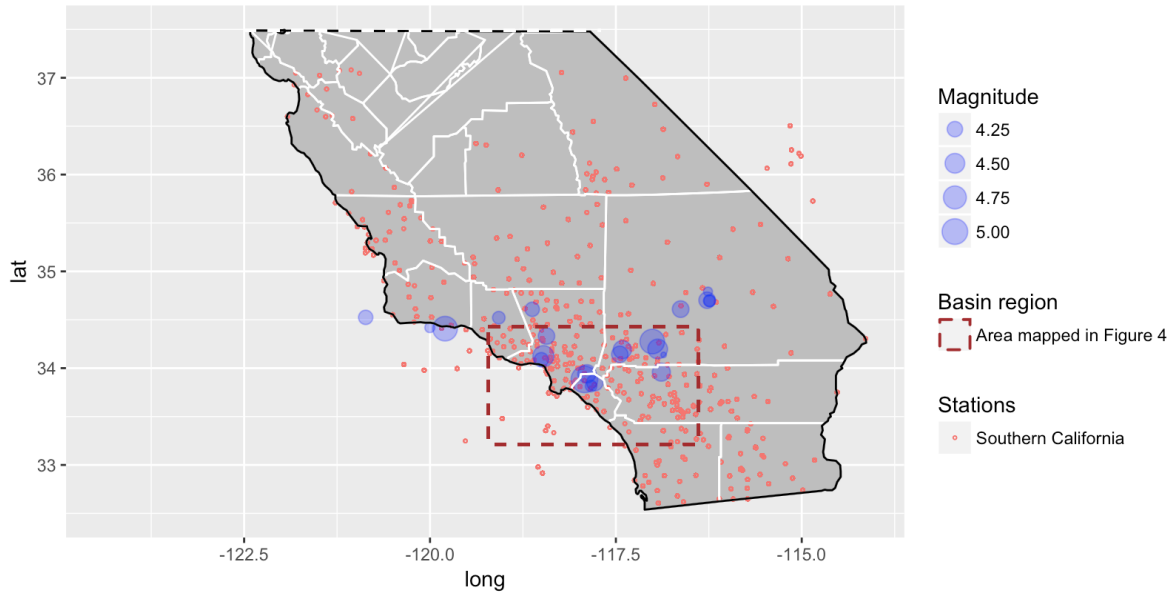 37
36
35
34
33
lat
-122.5
-120.0
-117.5
-115.0
long
Magnitude
4.25
4.50
4.75
5.00
Basin region
Area mapped in Figure 4
Stations
Southern California